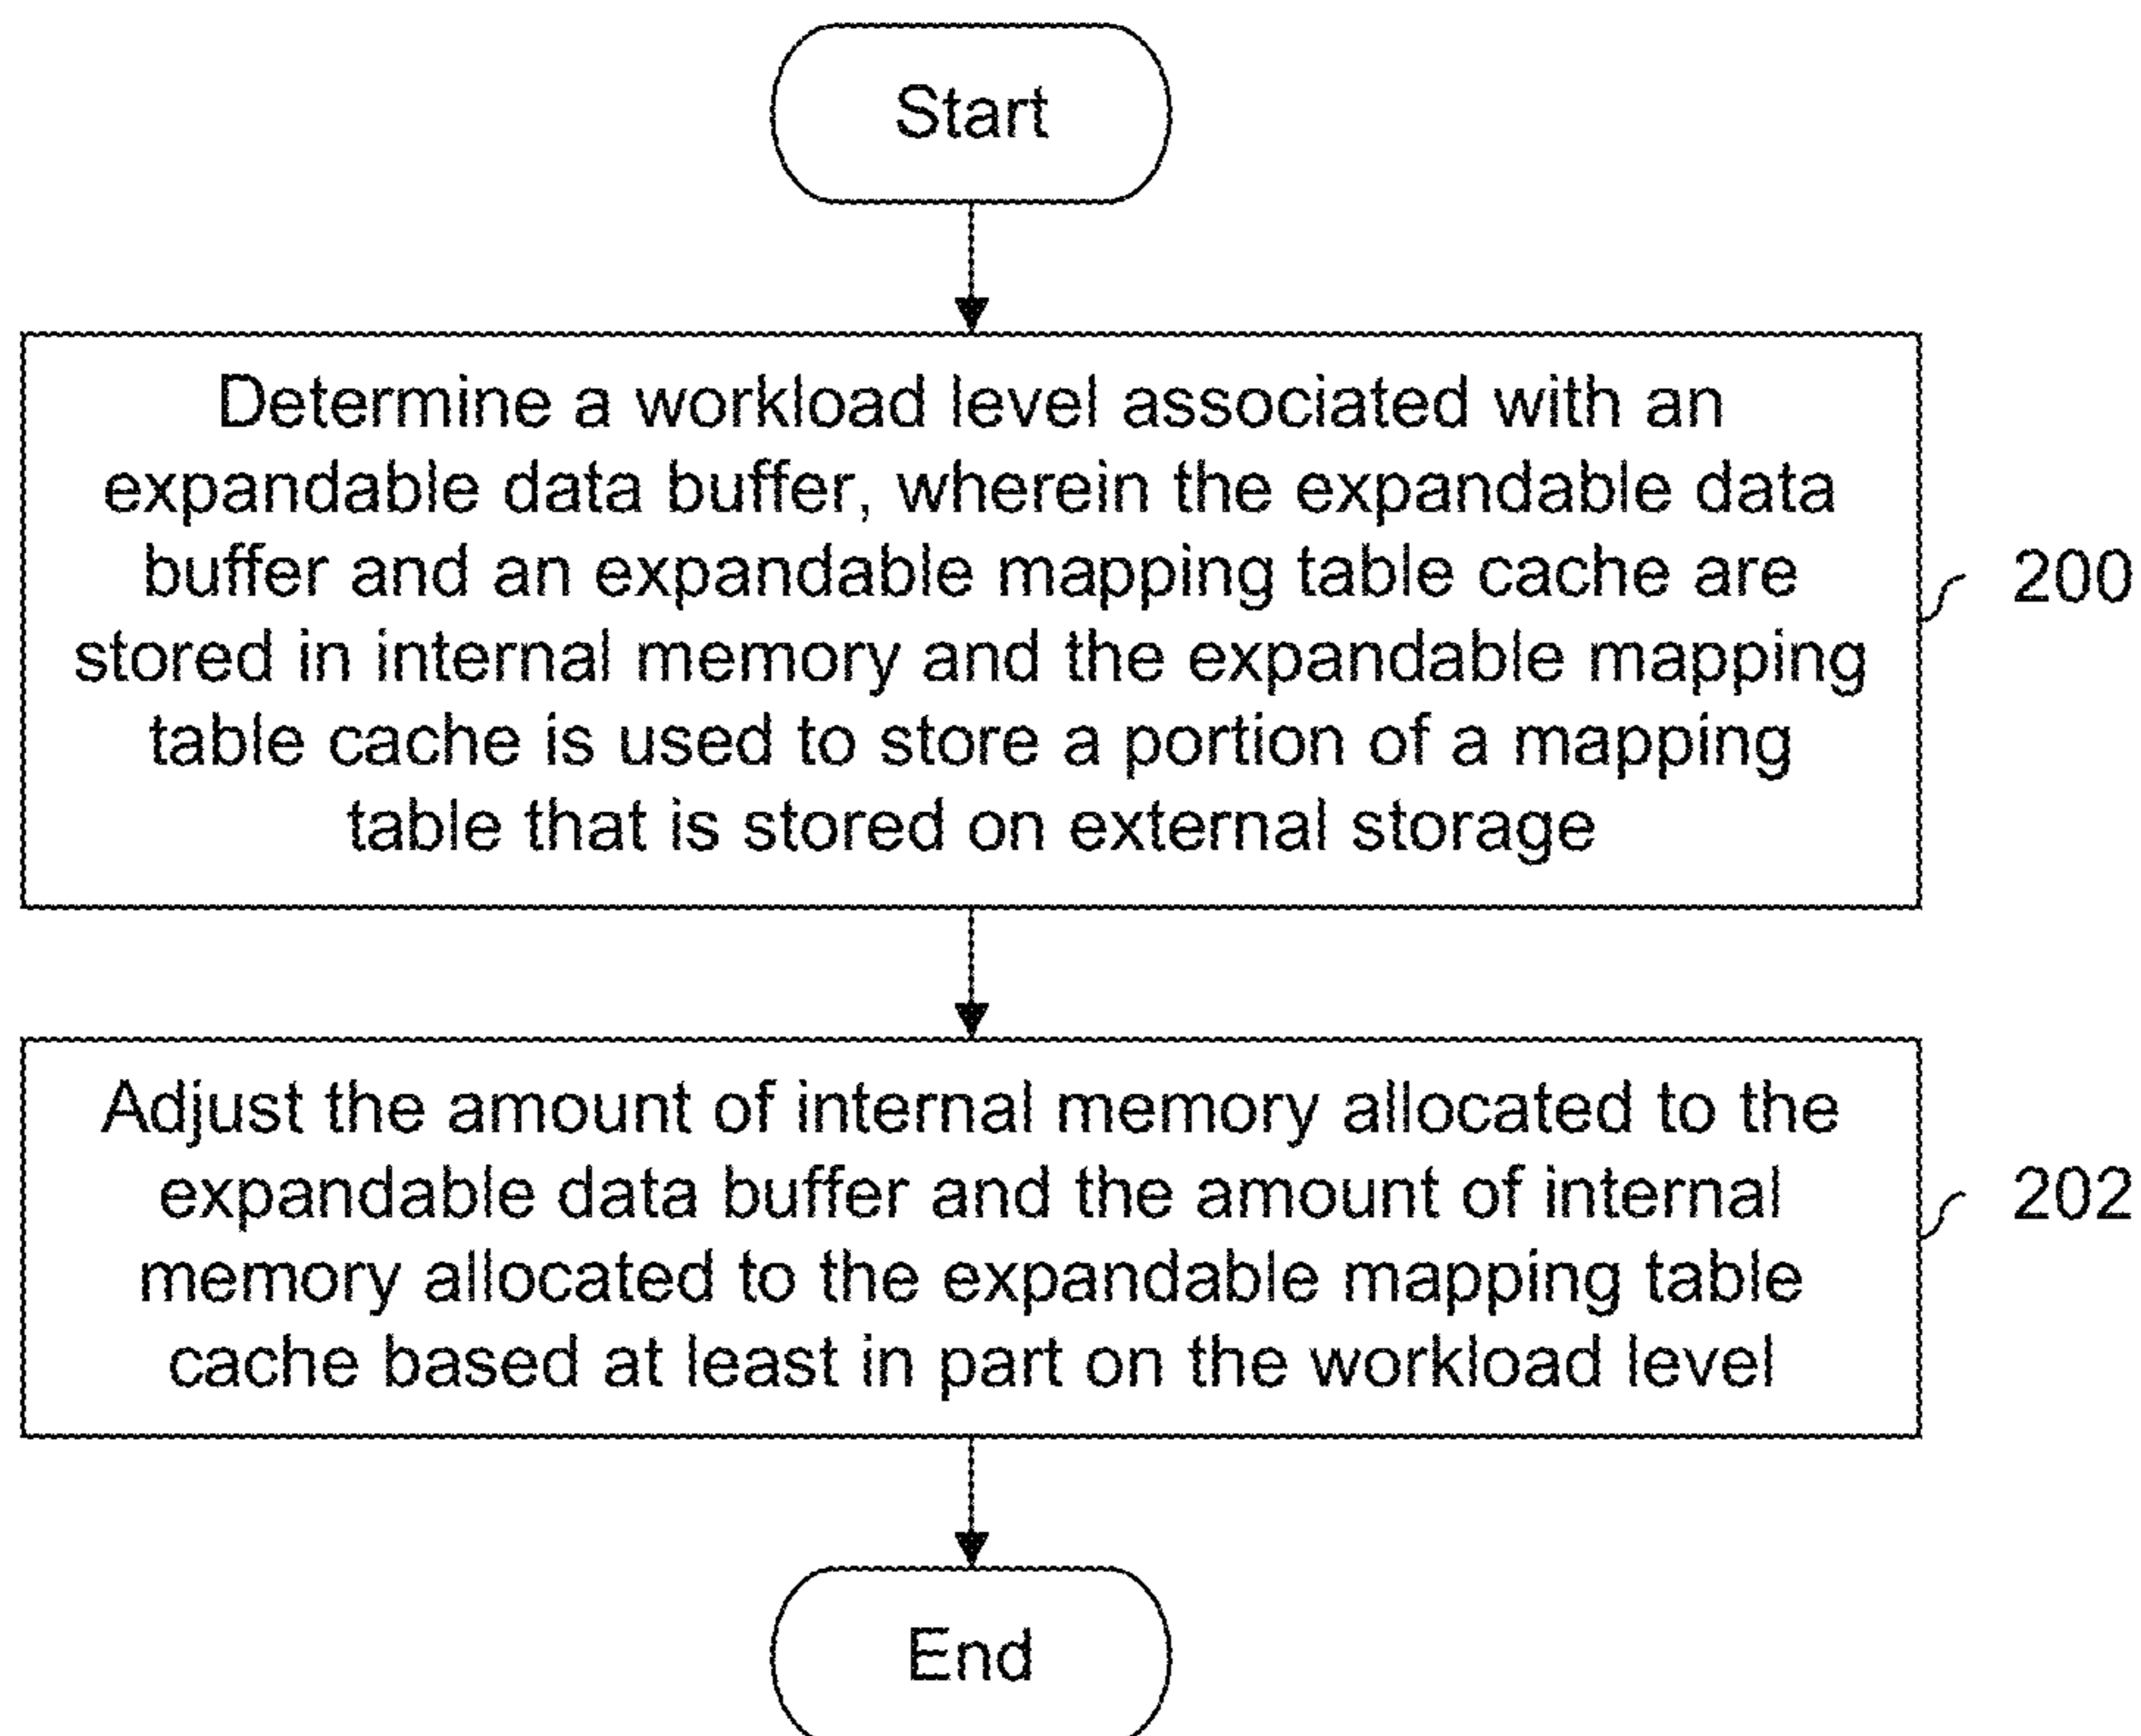 Start
Determine a workload level associated with an
expandable data buffer, wherein the expandable data
buffer and an expandable mapping table cache are
stored in internal memory and the expandable mapping
table cache is used to store a portion of a mapping
table that is stored on external storage
200
Adjust the amount of internal memory allocated to the
expandable data buffer and the amount of internal
memory allocated to the expandable mapping table
cache based at least in part on the workload level
202
End